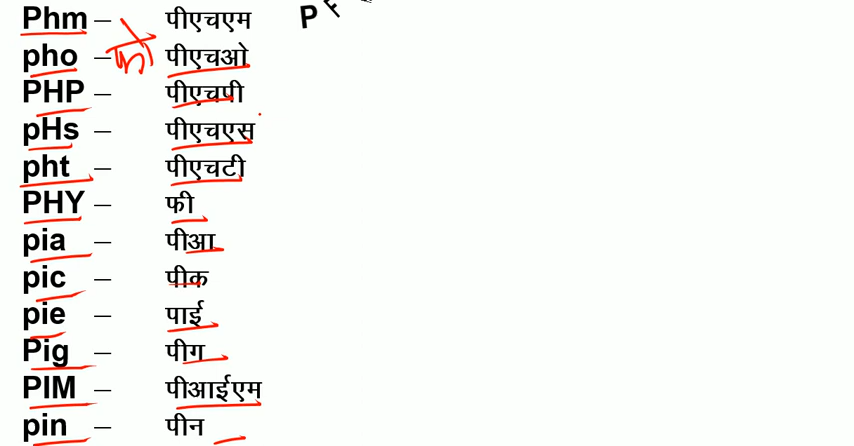 Phm – पीएचएम
pho – पीएचओ
PHP – पीएचपी
pHs – पीएचएस
pht – पीएचटी
PHY – फी
pia – पीआ
pic – पीक
pie – पाई
Pig – पीग
PIM – पीआईएम
pin – पीन
P F